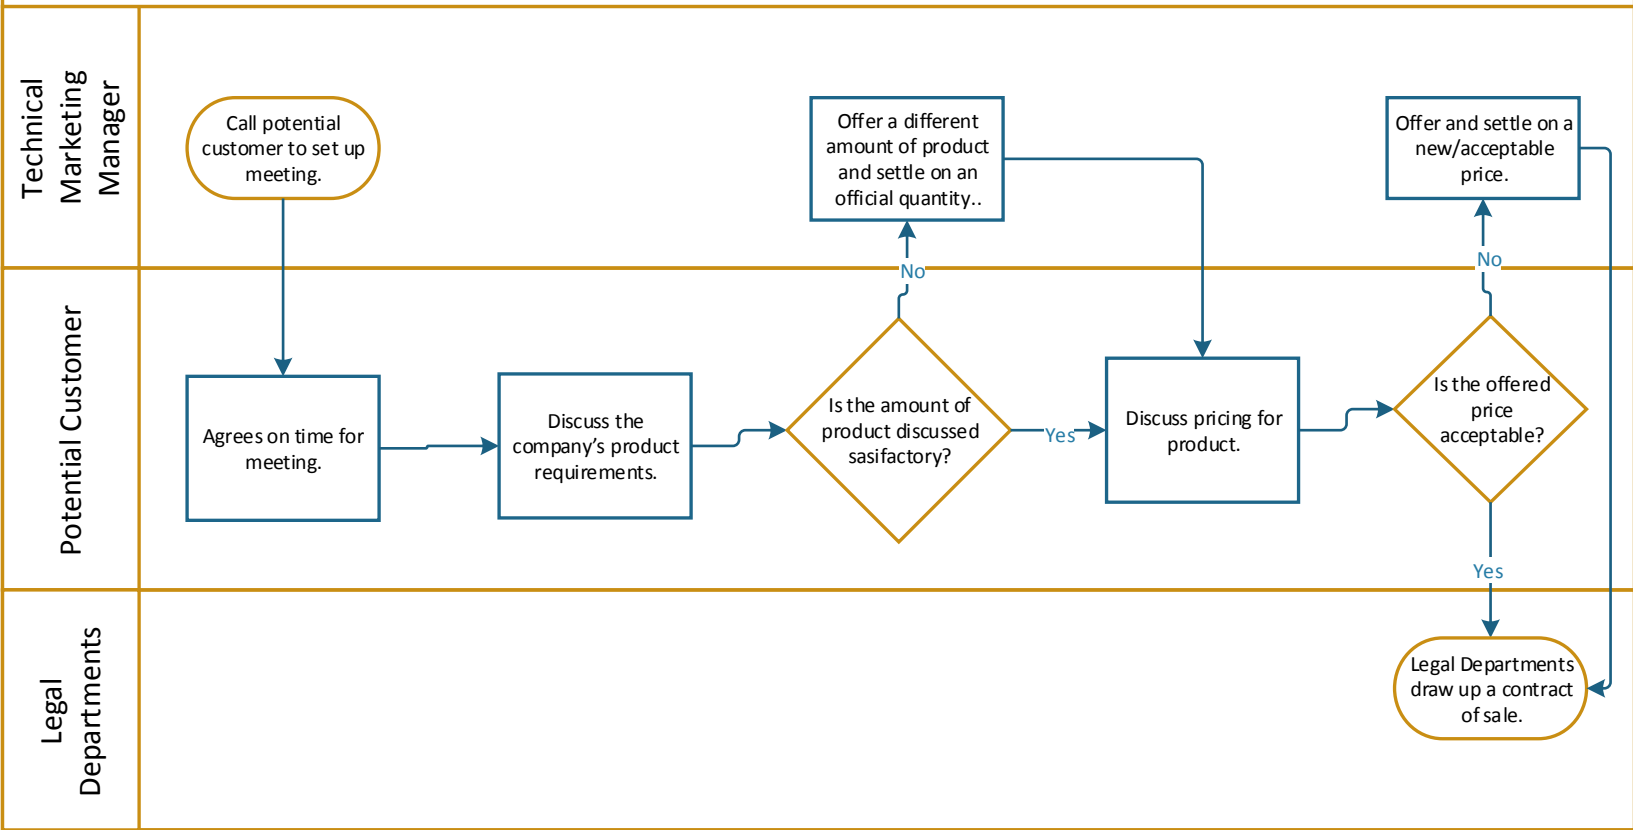 Technical
Marketing
Manager
Call potential
customer to set up
meeting.
Offer a different
amount of product
and settle on an
official quantity..
Offer and settle on a
new/acceptable
price.
No
No
Potential Customer
Agrees on time for
meeting.
Discuss the
company’s product
requirements.
Is the amount of
product discussed
sasifactory?
Yes
Discuss pricing for
product.
Is the offered
price
acceptable?
Yes
Legal
Departments
Legal Departments
draw up a contract
of sale.